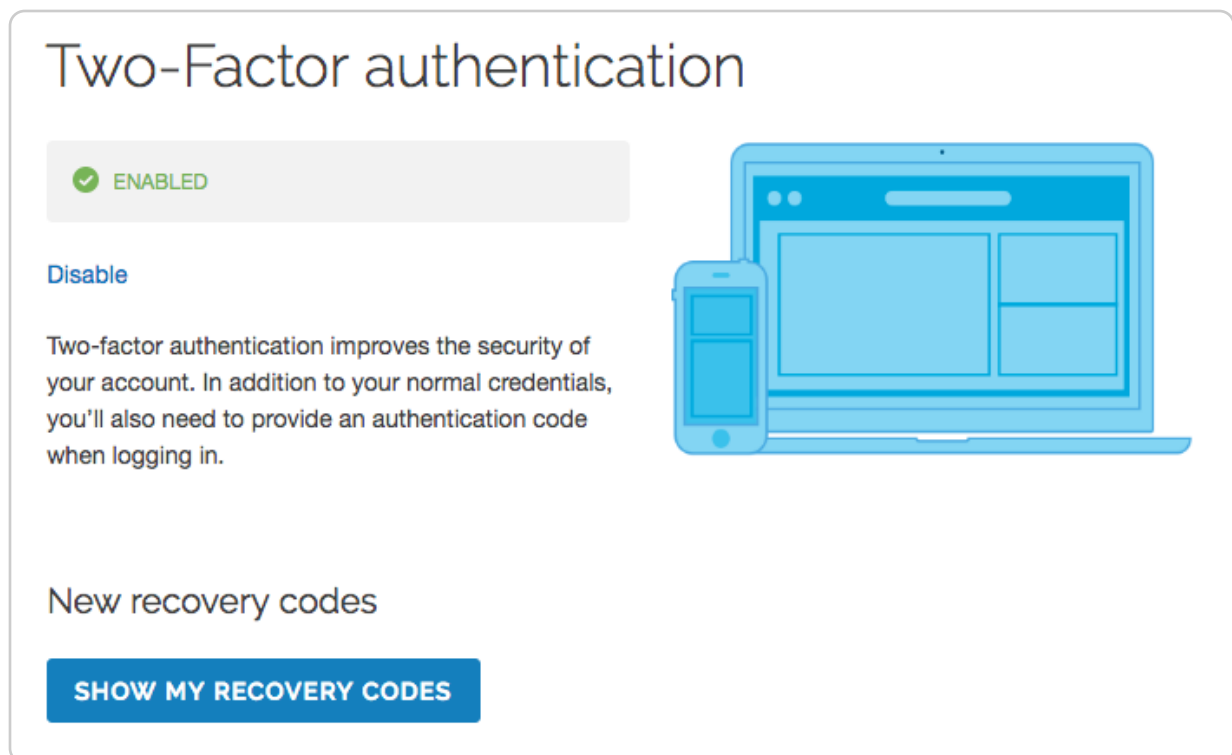 Two-Factor authentication
ENABLED
Disable
Two-factor authentication improves the security of
your account. In addition to your normal credentials,
you’ll also need to provide an authentication code
when logging in.
New recovery codes
SHOW MY RECOVERY CODES